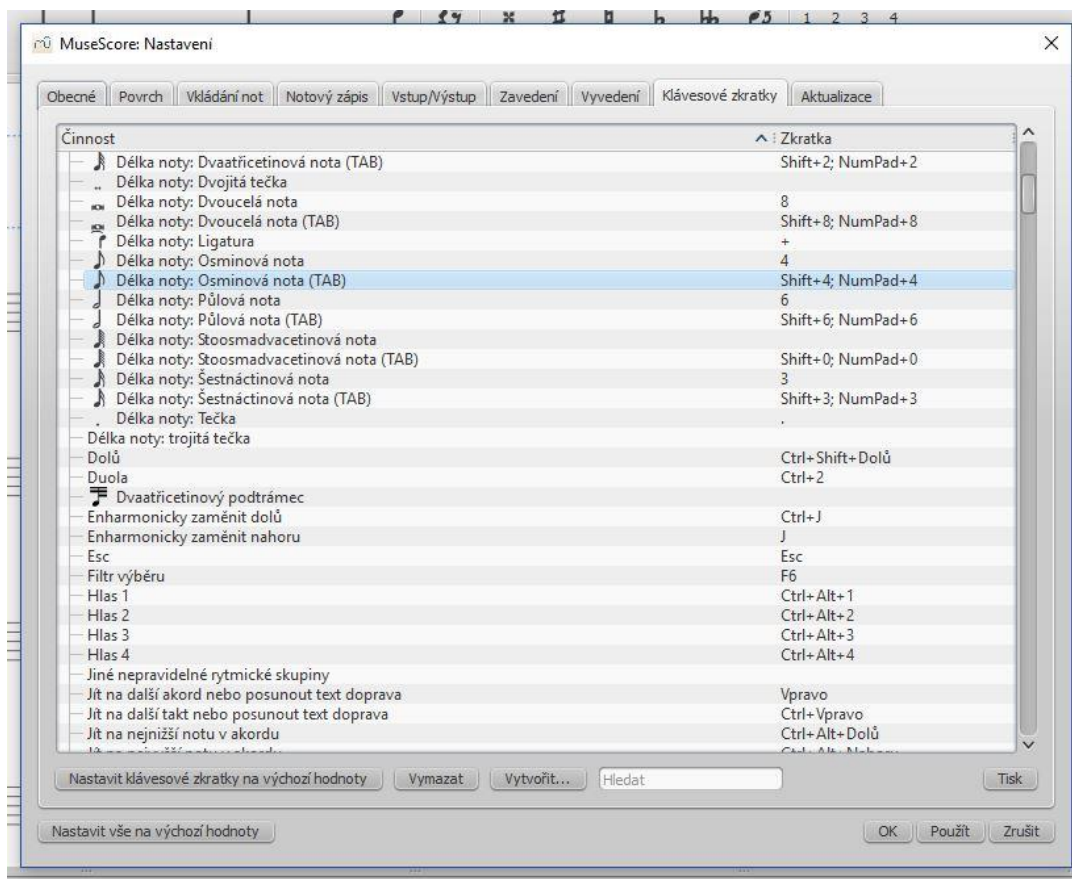 1 2 3 4
MuseScore: Nastavení
Obecné Povrch Vkládání not Notový zápis Vstup/Výstup Zavedení Vyvedení Klávesové zkratky Aktualizace
Činnost Zkratka
Délka noty: Dvaatřicetinová nota (TAB) Shift+2; NumPad+2
Délka noty: Dvojitá tečka
Délka noty: Dvoucelá nota 8
Délka noty: Dvoucelá nota (TAB) Shift+8; NumPad+8
Délka noty: Ligatura +
Délka noty: Osminová nota 4
Délka noty: Osminová nota (TAB) Shift+4; NumPad+4
Délka noty: Půlová nota 6
Délka noty: Půlová nota (TAB) Shift+6; NumPad+6
Délka noty: Stoosmadvacetinová nota
Délka noty: Stoosmadvacetinová nota (TAB) Shift+0; NumPad+0
Délka noty: Šestnáctinová nota 3
Délka noty: Šestnáctinová nota (TAB) Shift+3; NumPad+3
Délka noty: Tečka .
Délka noty: trojitá tečka
Dolů Ctrl+Shift+Dolů
Duola Ctrl+2
Dvaatřicetinový podtrámec
Enharmonicky zaměnit dolů Ctrl+J
Enharmonicky zaměnit nahoru J
Esc Esc
Filtr výběru F6
Hlas 1 Ctrl+Alt+1
Hlas 2 Ctrl+Alt+2
Hlas 3 Ctrl+Alt+3
Hlas 4 Ctrl+Alt+4
Jiné nepravidelné rytmické skupiny
Jít na další akord nebo posunout text doprava Vpravo
Jít na další takt nebo posunout text doprava Ctrl+Vpravo
Jít na nejnižší notu v akordu Ctrl+Alt+Dolů
Nastavit klávesové zkratky na výchozí hodnoty Vymazat Vytvořit... Hledat Tisk
Nastavit vše na výchozí hodnoty OK Použít Zrušit